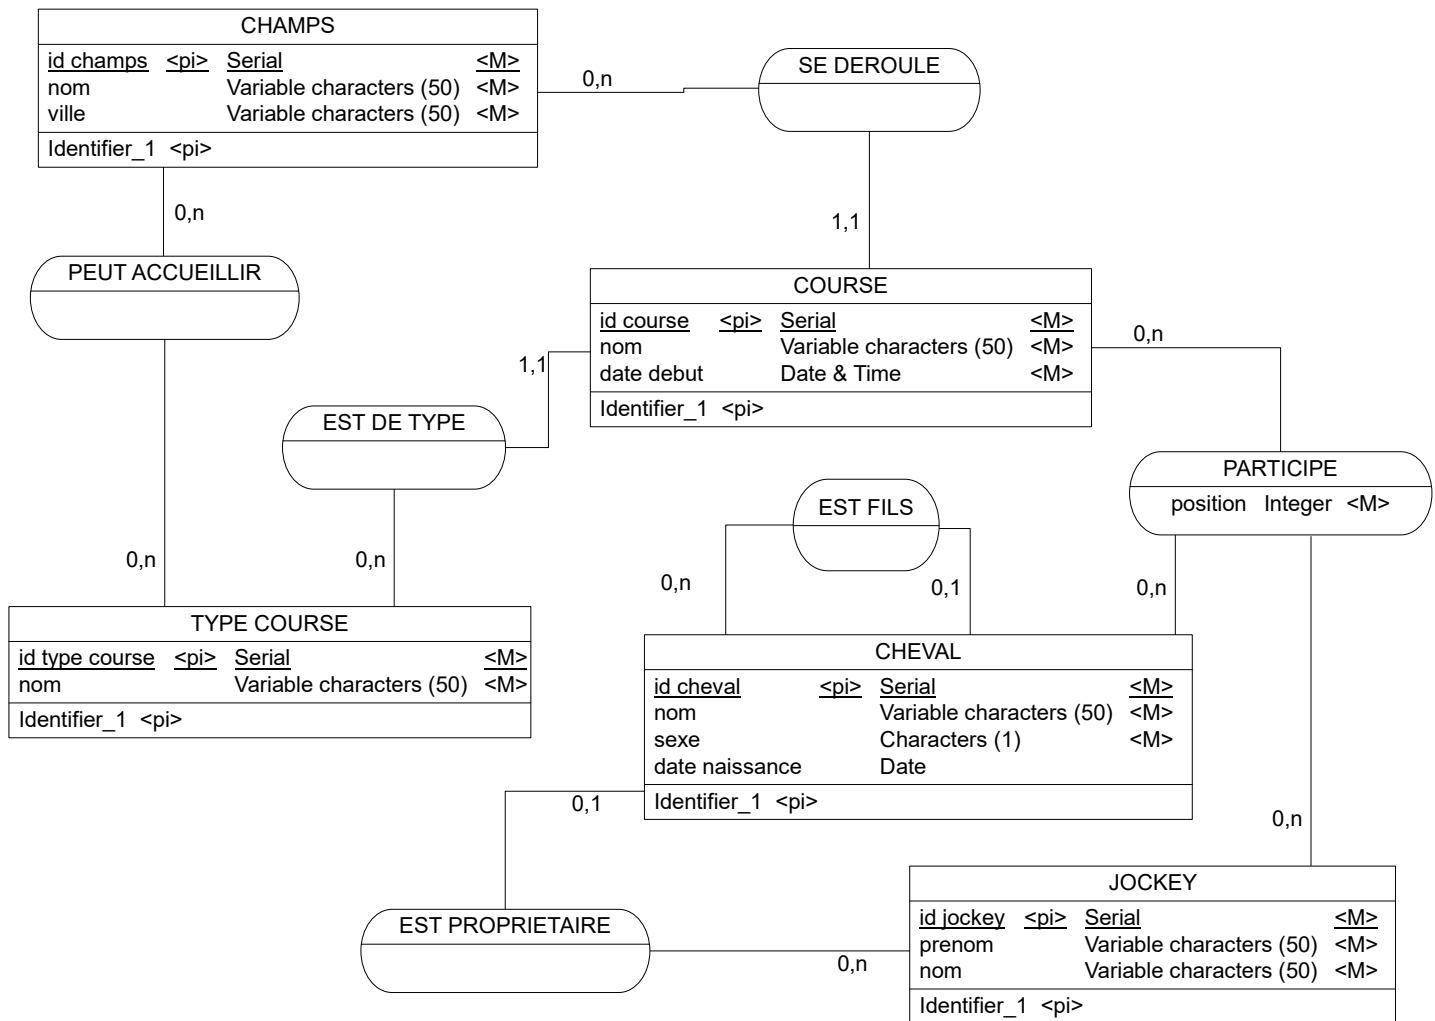 CHAMPS
id champs <pi> Serial <M>
nom Variable characters (50) <M>
ville Variable characters (50) <M>
Identifier_1 <pi>
0,n
SE DEROULE
0,n
1,1
PEUT ACCUEILLIR
COURSE
id course <pi> Serial <M>
nom Variable characters (50) <M>
date debut Date & Time <M>
Identifier_1 <pi>
0,n
1,1
EST DE TYPE
PARTICIPE
position Integer <M>
EST FILS
0,n
0,n
0,n
0,1
0,n
TYPE COURSE
id type course <pi> Serial <M>
nom Variable characters (50) <M>
Identifier_1 <pi>
CHEVAL
id cheval <pi> Serial <M>
nom Variable characters (50) <M>
sexe Characters (1) <M>
date naissance Date
Identifier_1 <pi>
0,1
0,n
EST PROPRIETAIRE
0,n
JOCKEY
id jockey <pi> Serial <M>
prenom Variable characters (50) <M>
nom Variable characters (50) <M>
Identifier_1 <pi>